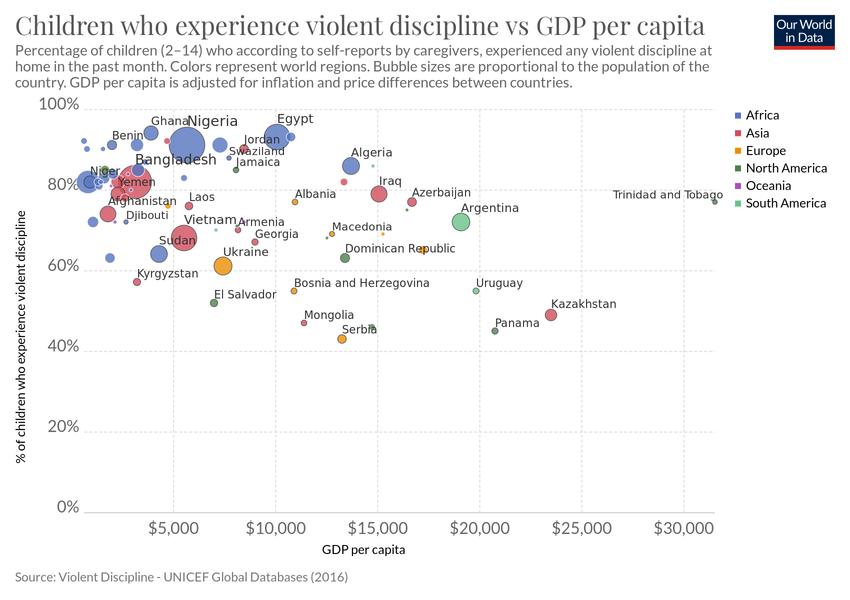 Children who experience violent discipline vs GDP per capita
Our World
in Data
Percentage of children (2–14) who according to self-reports by caregivers, experienced any violent discipline at
home in the past month. Colors represent world regions. Bubble sizes are proportional to the population of the
country. GDP per capita is adjusted for inflation and price differences between countries.
100%
80%
60%
40%
20%
0%
% of children who experience violent discipline
Ghana
Nigeria
Egypt
Benin
Jordan
Swaziland
Jamaica
Bangladesh
Algeria
Niger
Yemen
Iraq
Afghanistan
Laos
Albania
Azerbaijan
Trinidad and Tobago
Djibouti
Vietnam
Armenia
Argentina
Georgia
Macedonia
Sudan
Ukraine
Dominican Republic
Kyrgyzstan
Bosnia and Herzegovina
Uruguay
El Salvador
Mongolia
Serbia
Panama
Kazakhstan
$5,000
$10,000
$15,000
$20,000
$25,000
$30,000
GDP per capita
Africa
Asia
Europe
North America
Oceania
South America
Source: Violent Discipline - UNICEF Global Databases (2016)